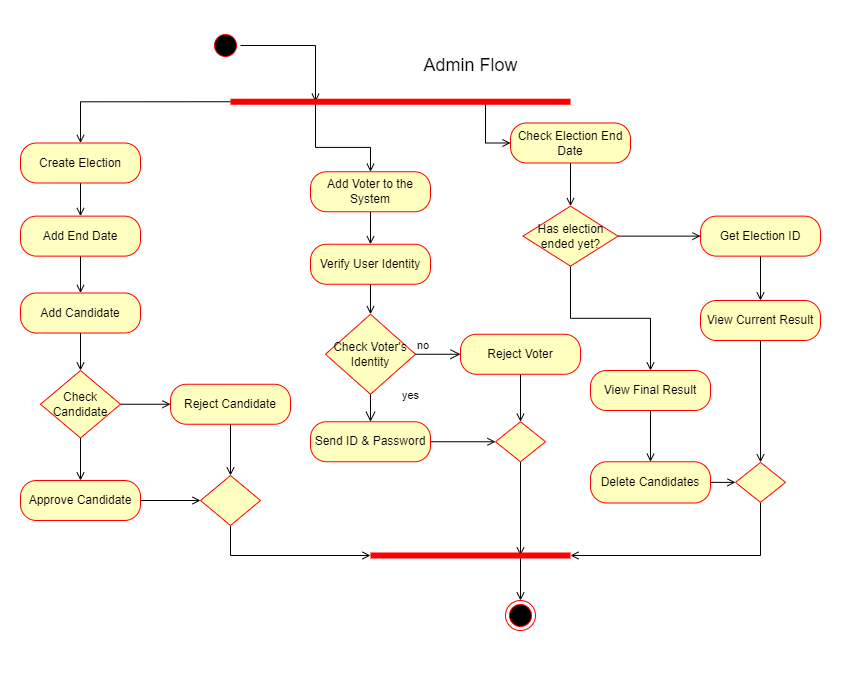 Admin Flow
Create Election
Add End Date
Add Candidate
Check
Candidate
Reject Candidate
Approve Candidate
Add Voter to the
System
Verify User Identity
Check Voter's
Identity
no
Reject Voter
yes
Send ID & Password
Check Election End
Date
Has election
ended yet?
Get Election ID
View Current Result
View Final Result
Delete Candidates